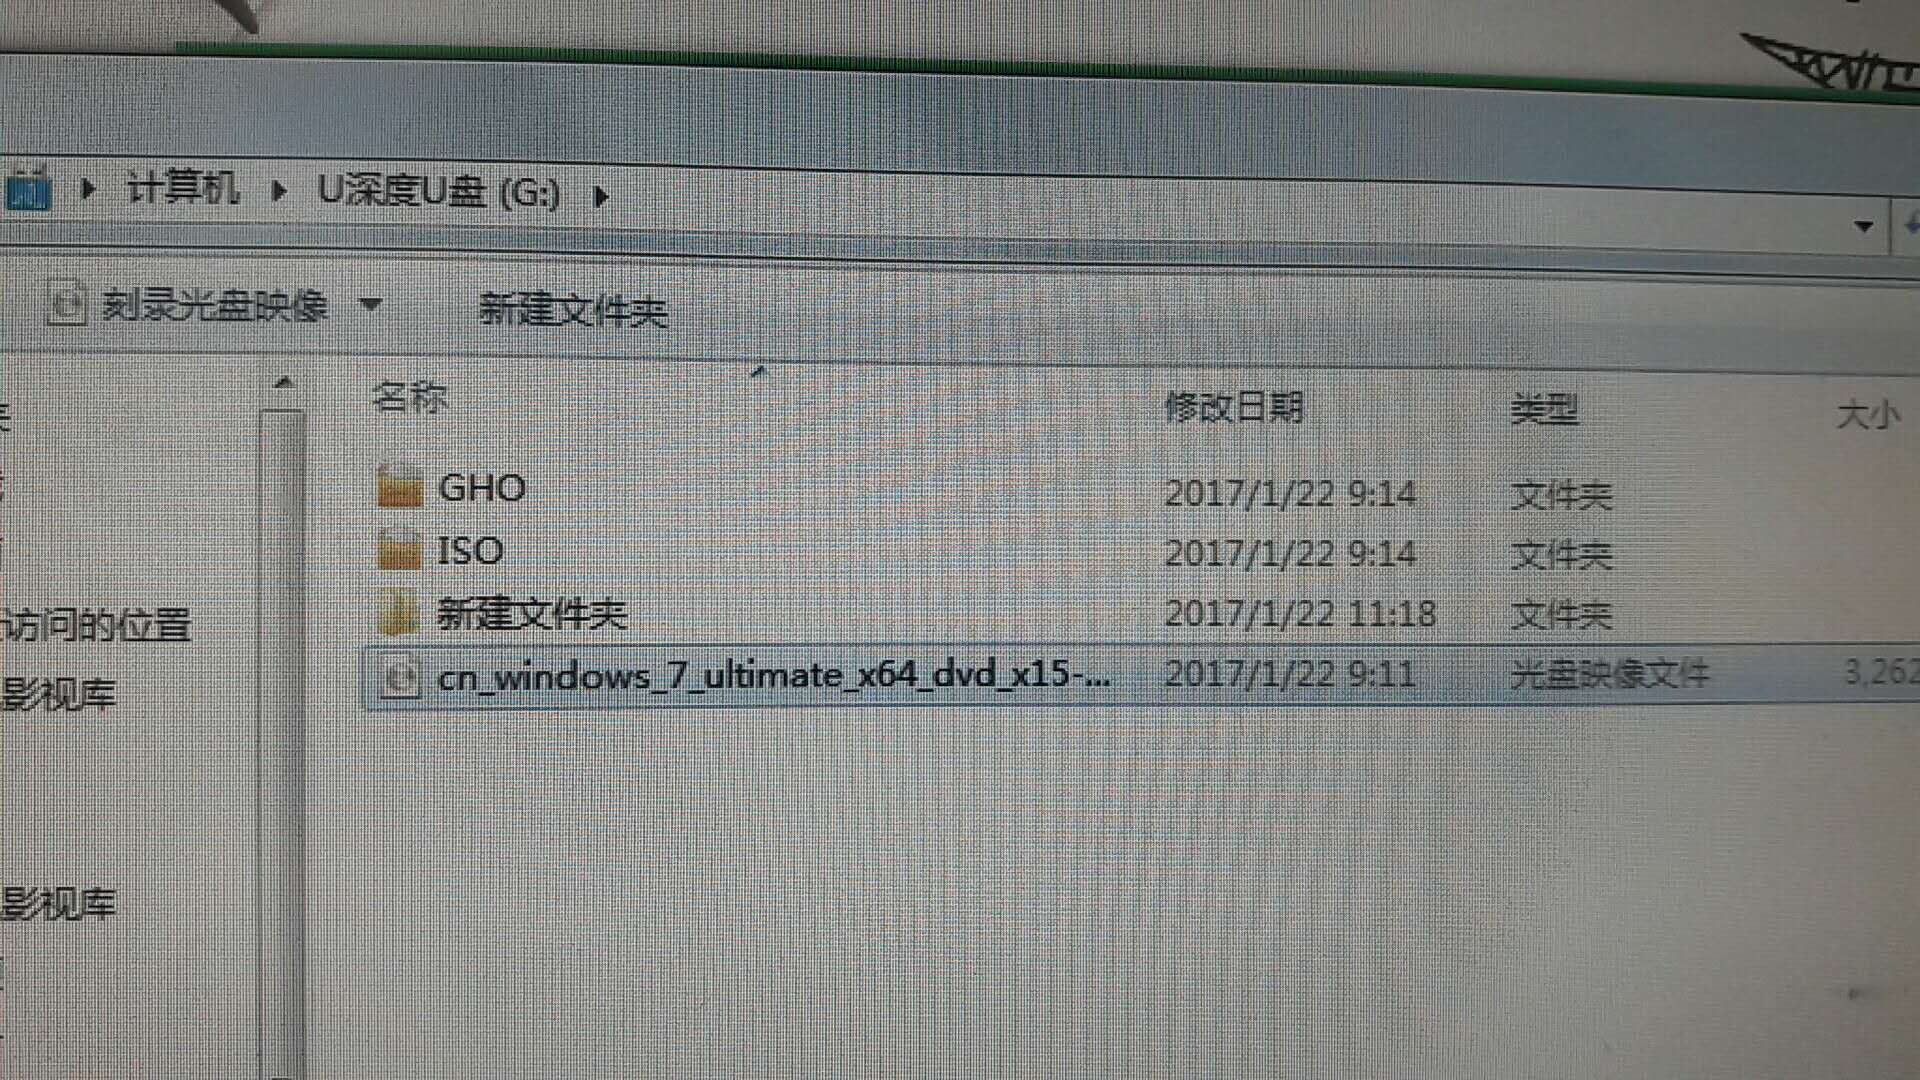 计算机 U深度U盘 (G:)
刻录光盘映像 新建文件夹
名称 修改日期 类型 大小
GHO 2017/1/22 9:14 文件夹
ISO 2017/1/22 9:14 文件夹
新建文件夹 2017/1/22 11:18 文件夹
访问的位置
cn_windows_7_ultimate_x64_dvd_x15-... 2017/1/22 9:11 光盘映像文件 3,262
影视库
影视库